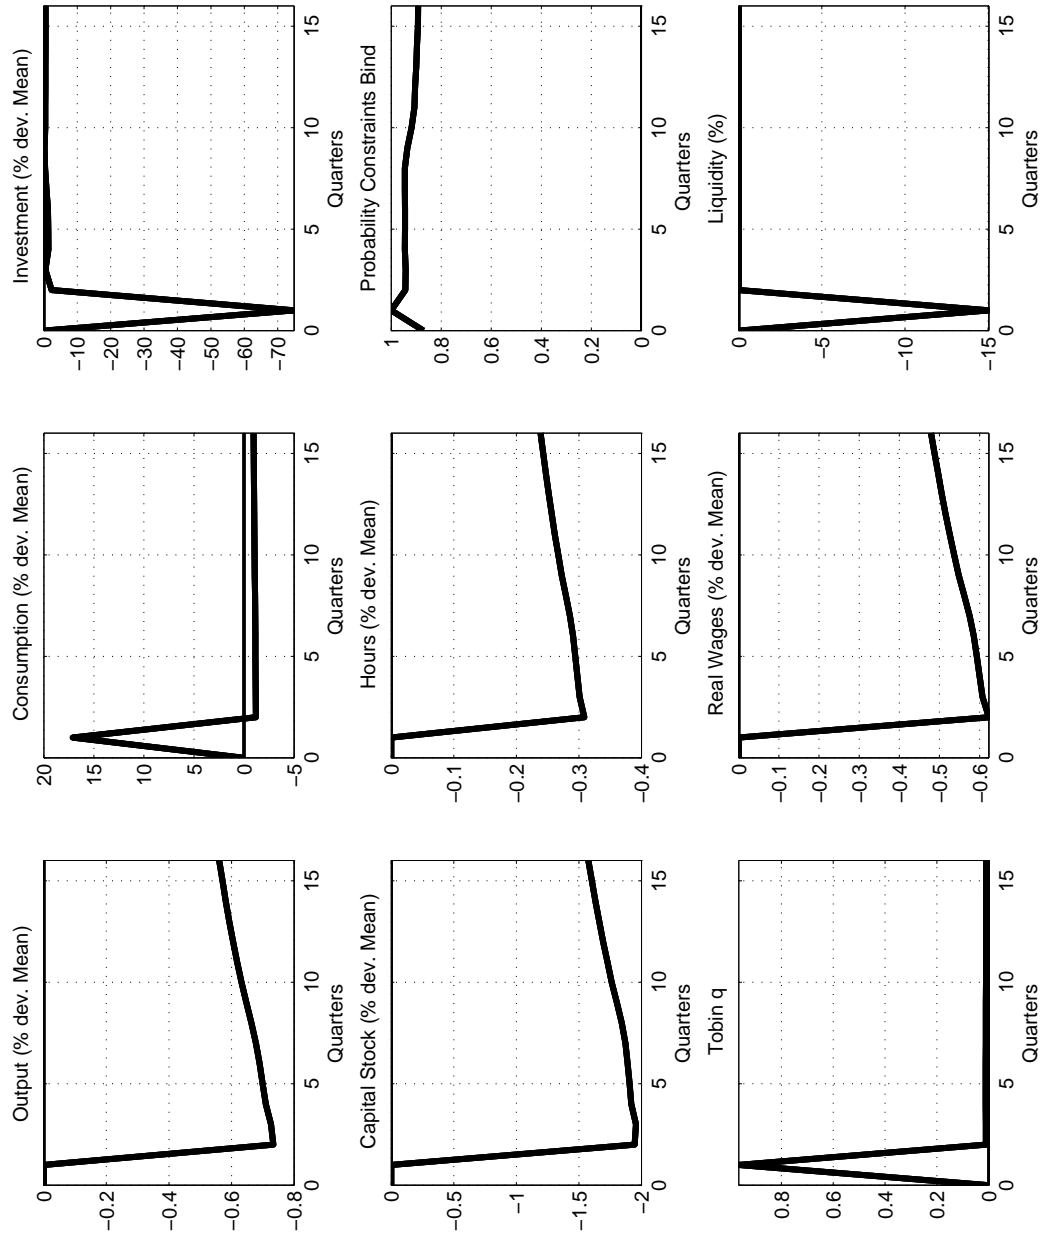 Output (% dev. Mean)
0
−0.2
−0.4
−0.6
−0.8
0 5 10 15
Quarters
Consumption (% dev. Mean)
20
15
10
5
0
−5
0 5 10 15
Quarters
Investment (% dev. Mean)
0
−10
−20
−30
−40
−50
−60
−70
0 5 10 15
Quarters
Capital Stock (% dev. Mean)
0
−0.5
−1
−1.5
−2
0 5 10 15
Quarters
Hours (% dev. Mean)
0
−0.1
−0.2
−0.3
−0.4
0 5 10 15
Quarters
Probability Constraints Bind
1
0.8
0.6
0.4
0.2
0
0 5 10 15
Quarters
Tobin q
0.8
0.6
0.4
0.2
0
0 5 10 15
Quarters
Real Wages (% dev. Mean)
0
−0.1
−0.2
−0.3
−0.4
−0.5
−0.6
0 5 10 15
Quarters
Liquidity (%)
0
−5
−10
−15
0 5 10 15
Quarters